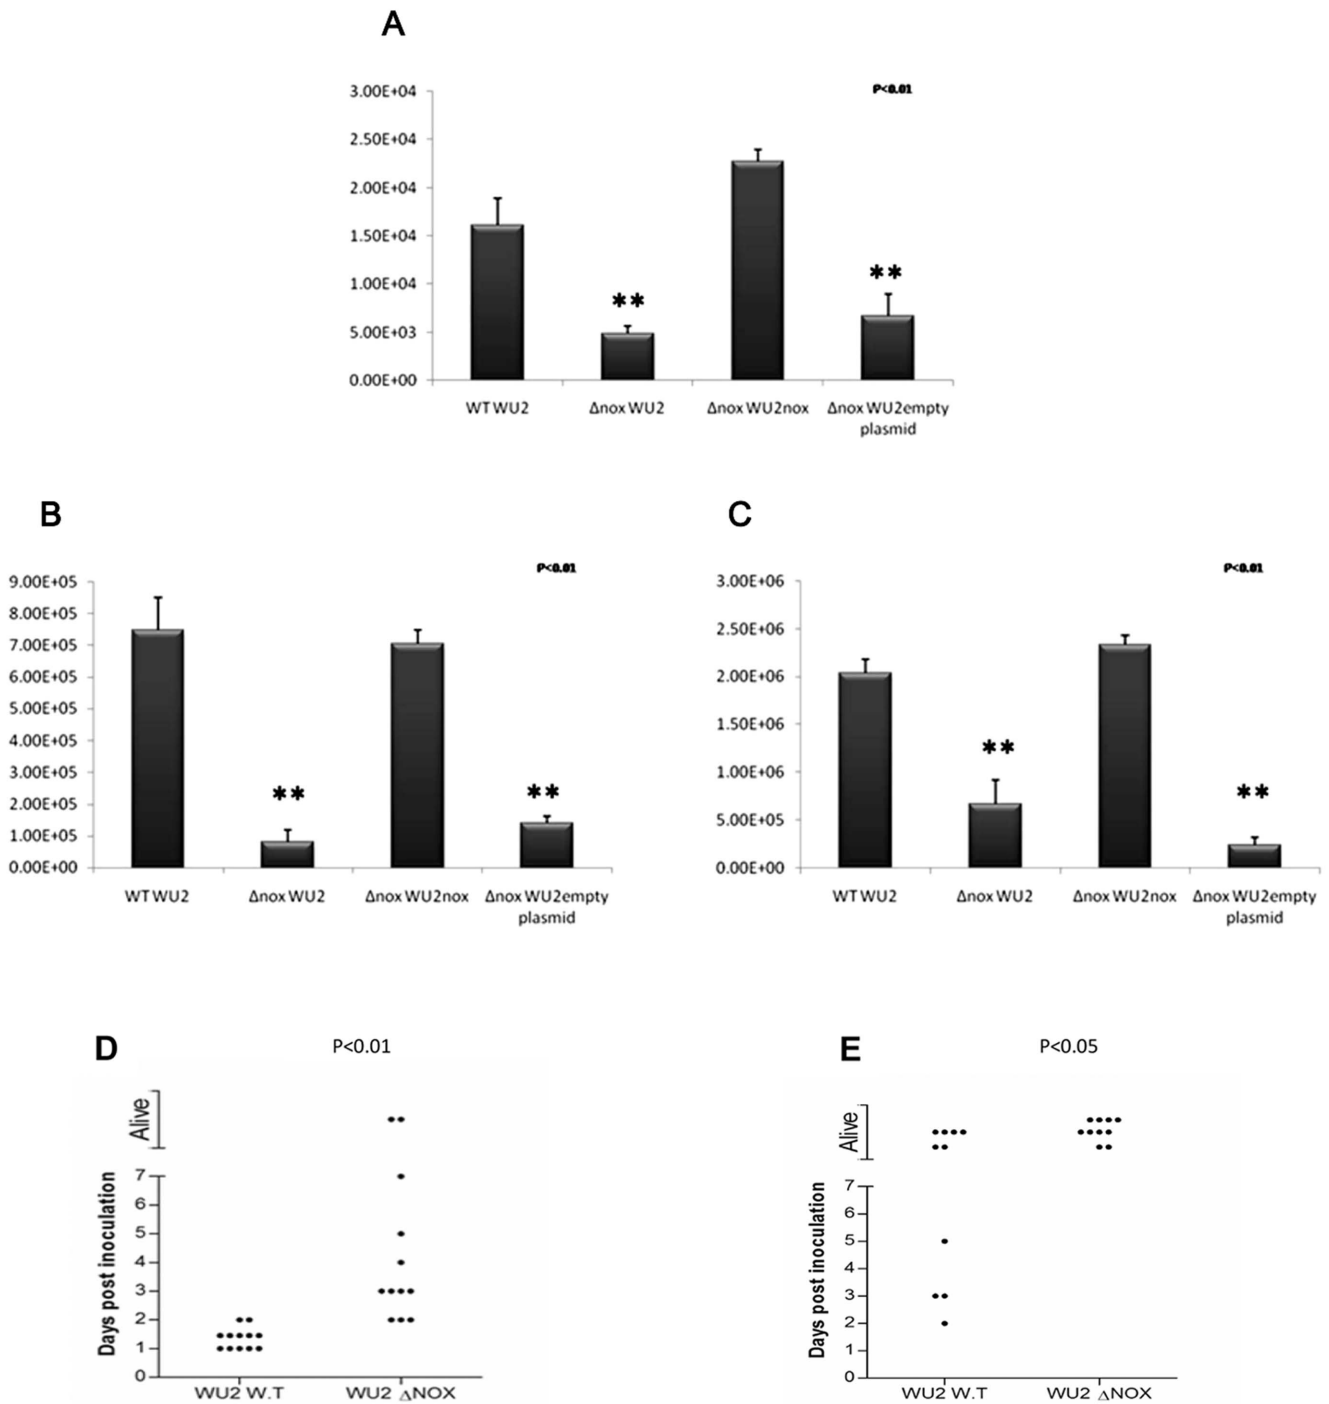 A
P<0.01
3.00E+04
2.50E+04
2.00E+04
1.50E+04
1.00E+04
5.00E+03
0.00E+00
**
**
WT WU2
Δnox WU2
Δnox WU2nox
Δnox WU2empty
plasmid
B
P<0.01
9.00E+05
8.00E+05
7.00E+05
6.00E+05
5.00E+05
4.00E+05
3.00E+05
2.00E+05
1.00E+05
0.00E+00
**
**
WT WU2
Δnox WU2
Δnox WU2nox
Δnox WU2empty
plasmid
C
P<0.01
3.00E+06
2.50E+06
2.00E+06
1.50E+06
1.00E+06
5.00E+05
0.00E+00
**
**
WT WU2
Δnox WU2
Δnox WU2nox
Δnox WU2empty
plasmid
D
P<0.01
Alive
Days post inoculation
7
6
5
4
3
2
1
0
WU2 W.T
WU2 ΔNOX
E
P<0.05
Alive
Days post inoculation
7
6
5
4
3
2
1
0
WU2 W.T
WU2 ΔNOX